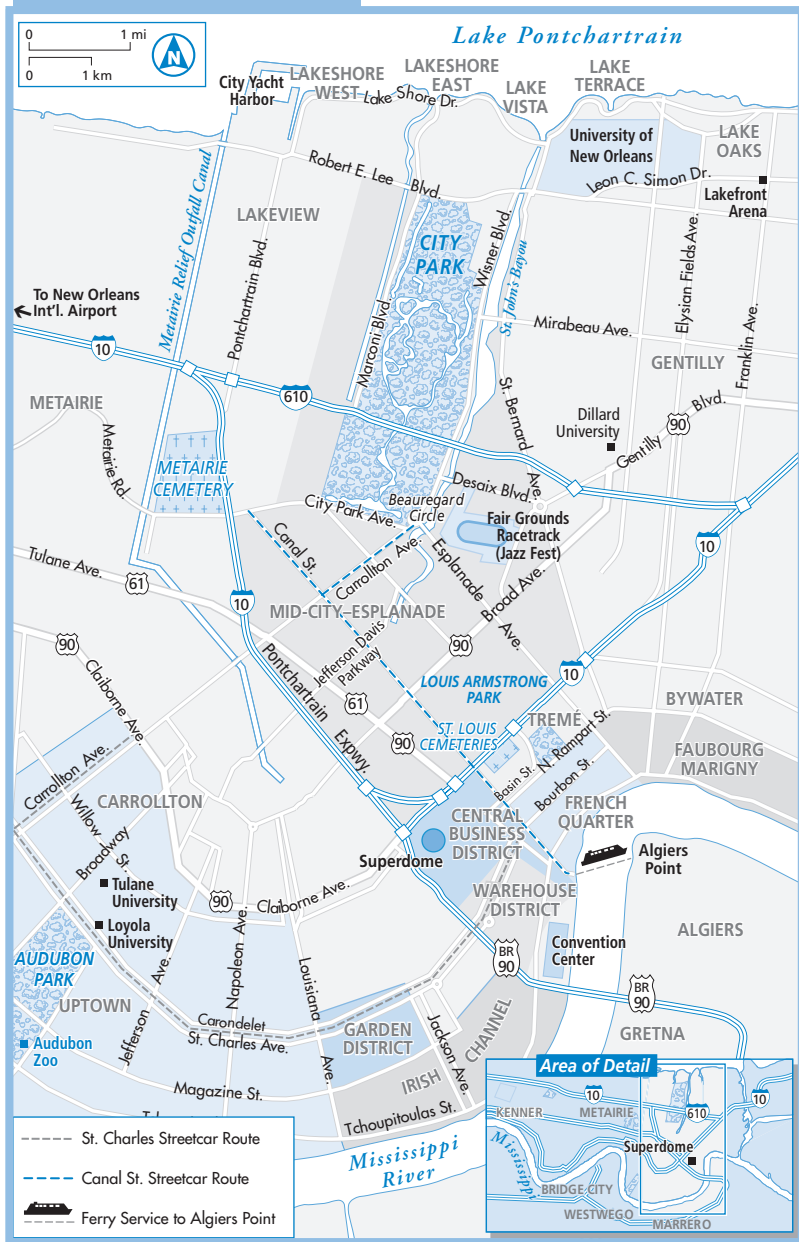 0 1 mi
0 1 km
N
Lake Pontchartrain
City Yacht
Harbor
LAKESHORE
WEST
LAKESHORE
EAST
LAKE
VISTA
LAKE
TERRACE
Lake Shore Dr.
University of
New Orleans
LAKE
OAKS
Robert E. Lee Blvd.
Leon C. Simon Dr.
Lakefront
Arena
Metairie Relief Outfall Canal
LAKEVIEW
Pontchartrain Blvd.
CITY
PARK
Wisner Blvd.
St. John's Bayou
Marconi Blvd.
Elysian Fields Ave.
Franklin Ave.
To New Orleans
Int'l. Airport
10
610
Mirabeau Ave.
GENTILLY
METAIRIE
Metairie Rd.
St. Bernard Ave.
Dillard
University
Gentilly Blvd.
90
METAIRIE
CEMETERY
City Park Ave.
Beauregard
Circle
Desaix Blvd.
Fair Grounds
Racetrack
(Jazz Fest)
10
Canal St.
Carrollton Ave.
Esplanade Ave.
Broad Ave.
Tulane Ave.
61
10
MID-CITY–ESPLANADE
90
90
Claiborne Ave.
Jefferson Davis
Parkway
Pontchartrain Expwy.
61
90
LOUIS ARMSTRONG
PARK
10
ST. LOUIS
CEMETERIES
TREMÉ
BYWATER
N. Rampart St.
FAUBOURG
MARIGNY
Basin St.
Bourbon St.
Carrollton Ave.
CARROLLTON
Willow St.
Broadway
FRENCH
QUARTER
CENTRAL
BUSINESS
DISTRICT
Superdome
Algiers
Point
Tulane
University
90
Claiborne Ave.
WAREHOUSE
DISTRICT
Loyola
University
ALGIERS
AUDUBON
PARK
Convention
Center
BR
90
BR
90
UPTOWN
Jefferson Ave.
Napoleon Ave.
Louisiana Ave.
Carondelet
St. Charles Ave.
GARDEN
DISTRICT
Jackson Ave.
IRISH CHANNEL
GRETNA
Audubon
Zoo
Magazine St.
Tchoupitoulas St.
Mississippi
River
St. Charles Streetcar Route
Canal St. Streetcar Route
Ferry Service to Algiers Point
Area of Detail
10
10
KENNER
METAIRIE
610
Superdome
Mississippi
BRIDGE CITY
WESTWEGO
MARRERO